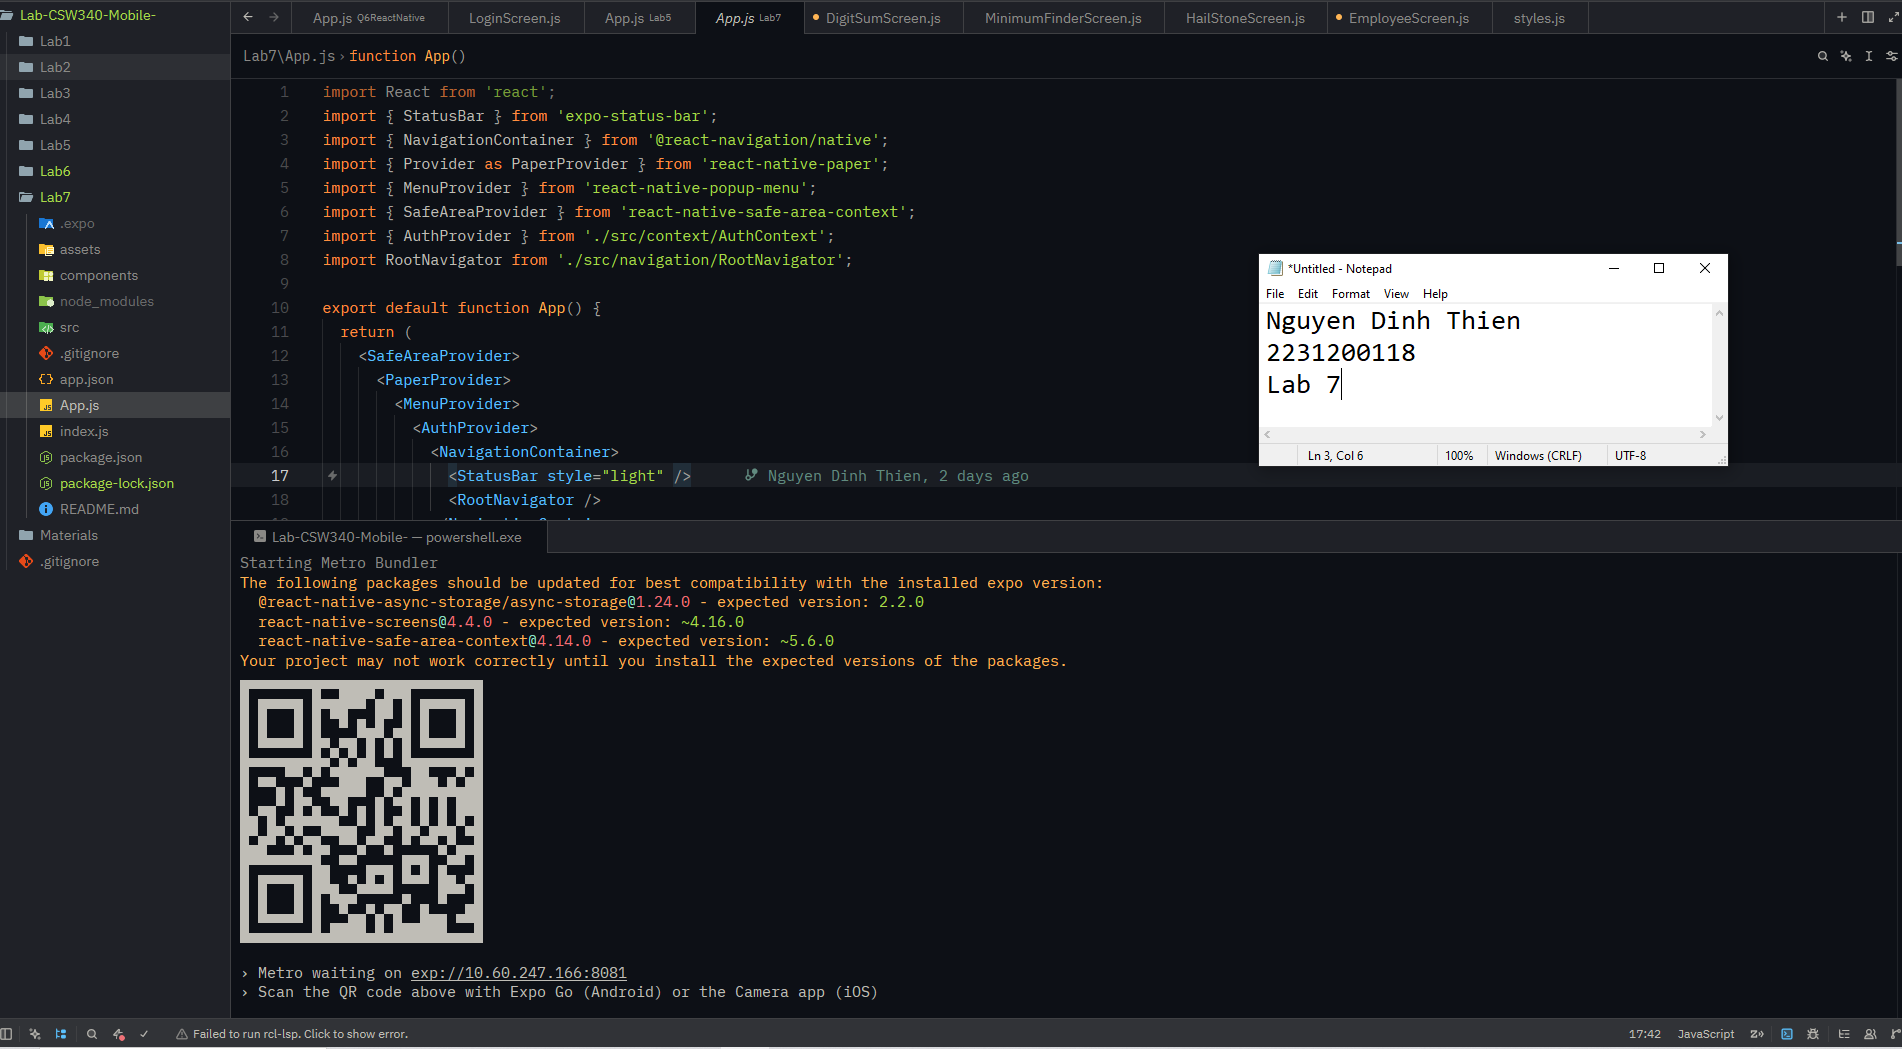 Lab-CSW340-Mobile-
Lab1
Lab2
Lab3
Lab4
Lab5
Lab6
Lab7
.expo
assets
components
node_modules
src
.gitignore
app.json
App.js
index.js
package.json
package-lock.json
README.md
Materials
.gitignore
App.js Q6ReactNative
LoginScreen.js
App.js Lab5
App.js Lab7
DigitSumScreen.js
MinimumFinderScreen.js
HailStoneScreen.js
EmployeeScreen.js
styles.js
Lab7\App.js › function App()
1 import React from 'react';
2 import { StatusBar } from 'expo-status-bar';
3 import { NavigationContainer } from '@react-navigation/native';
4 import { Provider as PaperProvider } from 'react-native-paper';
5 import { MenuProvider } from 'react-native-popup-menu';
6 import { SafeAreaProvider } from 'react-native-safe-area-context';
7 import { AuthProvider } from './src/context/AuthContext';
8 import RootNavigator from './src/navigation/RootNavigator';
9
10 export default function App() {
11 return (
12 <SafeAreaProvider>
13 <PaperProvider>
14 <MenuProvider>
15 <AuthProvider>
16 <NavigationContainer>
17 <StatusBar style="light" /> Nguyen Dinh Thien, 2 days ago
18 <RootNavigator />
*Untitled - Notepad
File Edit Format View Help
Nguyen Dinh Thien
2231200118
Lab 7
Ln 3, Col 6 100% Windows (CRLF) UTF-8
Lab-CSW340-Mobile- — powershell.exe
Starting Metro Bundler
The following packages should be updated for best compatibility with the installed expo version:
@react-native-async-storage/async-storage@1.24.0 - expected version: 2.2.0
react-native-screens@4.4.0 - expected version: ~4.16.0
react-native-safe-area-context@4.14.0 - expected version: ~5.6.0
Your project may not work correctly until you install the expected versions of the packages.
› Metro waiting on exp://10.60.247.166:8081
› Scan the QR code above with Expo Go (Android) or the Camera app (iOS)
Failed to run rcl-lsp. Click to show error.
17:42 JavaScript